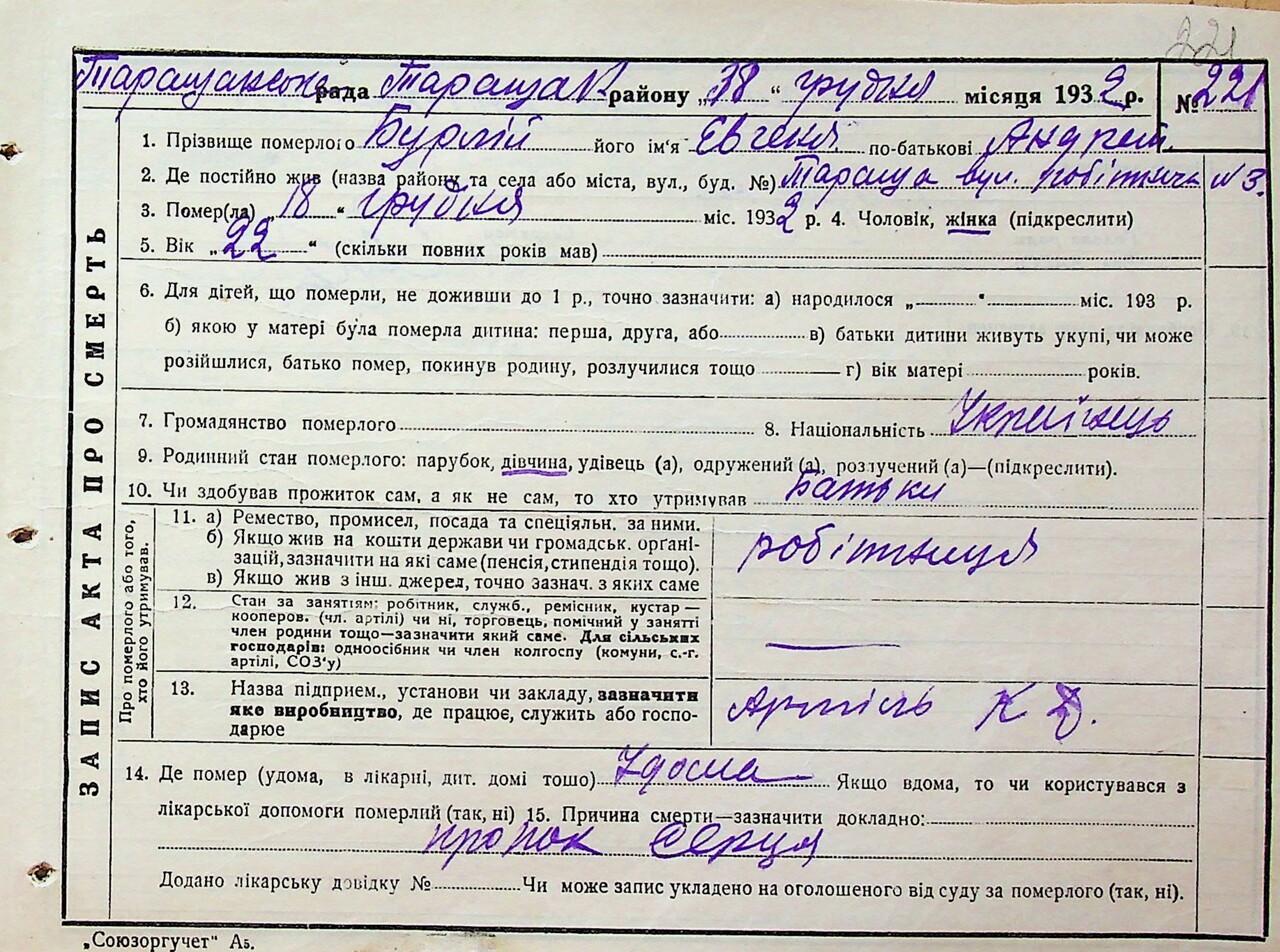 221
Таращанська рада Таращан району „18“ грудня місяця 1932 р. № 221
ЗАПИС АКТА ПРО СМЕРТЬ
1. Прізвище померлого Бурлій його ім'я Євгенія по-батькові Андреїв.
2. Де постійно жив (назва району та села або міста, вул., буд. №) Тараща вул. робітнича N 3.
3. Помер(ла) „18“ грудня міс. 1932 р. 4. Чоловік, жінка (підкреслити)
5. Вік „22“ (скільки повних років мав)
6. Для дітей, що померли, не доживши до 1 р., точно зазначити: а) народилося „ “ міс. 193 р.
б) якою у матері була померла дитина: перша, друга, або в) батьки дитини живуть укупі, чи може
розійшлися, батько помер, покинув родину, розлучилися тощо г) вік матері років.
7. Громадянство померлого 8. Національність Українець
9. Родинний стан померлого: парубок, дівчина, удівець (а), одружений (а), розлучений (а)—(підкреслити).
10. Чи здобував прожиток сам, а як не сам, то хто утримував Батьки
Про померлого або того, хто його утримував.
11. а) Ремество, промисел, посада та спеціяльн. за ними.
б) Якщо жив на кошти держави чи громадськ. орґані-
зацій, зазначити на які саме (пенсія, стипендія тощо).
в) Якщо жив з інш. джерел, точно зазнач. з яких саме
робітниця
12. Стан за занятім: робітник, служб., ремісник, кустар —
кооперов. (чл. артілі) чи ні, торговець, помічний у занятті
член родини тощо—зазначити який саме. Для сільських
господарів: одноосібник чи член колгоспу (комуни, с.-г.
артілі, СОЗ'у)
13. Назва підприєм., установи чи закладу, зазначити
яке виробництво, де працює, служить або госпо-
дарює
Артіль К Д.
14. Де помер (удома, в лікарні, дит. домі тошо) Удома Якщо вдома, то чи користувався з
лікарської допомоги померлий (так, ні) 15. Причина смерти—зазначити докладно:
порок серця
Додано лікарську довідку № Чи може запис укладено на оголошеного від суду за померлого (так, ні).
„Союзоргучет“ А5.